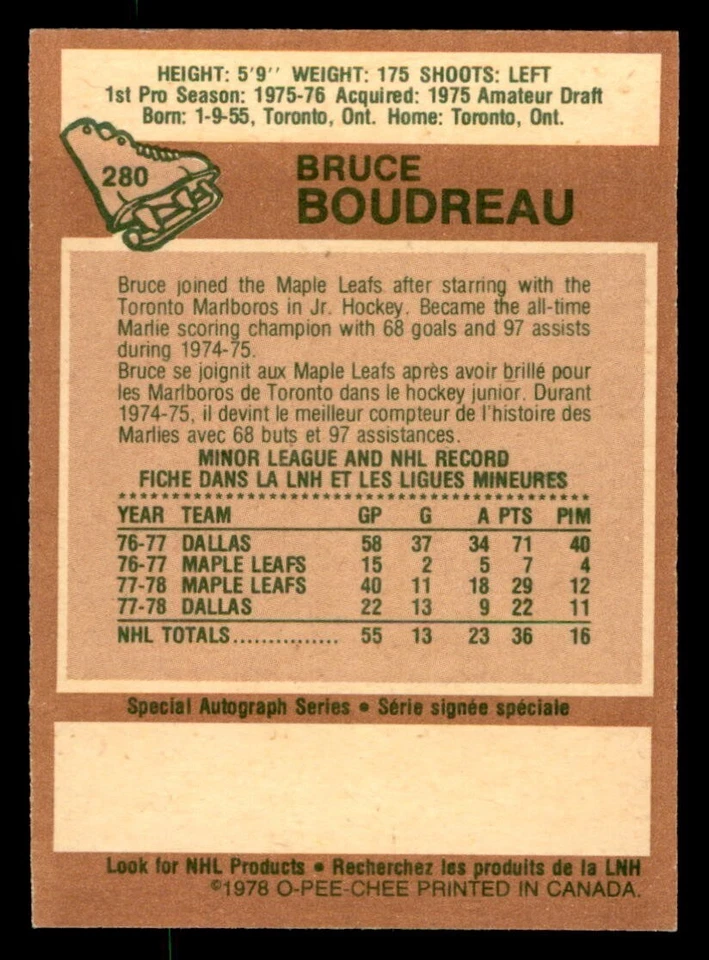 HEIGHT: 5'9'' WEIGHT: 175 SHOOTS: LEFT
1st Pro Season: 1975-76 Acquired: 1975 Amateur Draft
Born: 1-9-55, Toronto, Ont. Home: Toronto, Ont.
280
BRUCE
BOUDREAU
Bruce joined the Maple Leafs after starring with the
Toronto Marlboros in Jr. Hockey. Became the all-time
Marlie scoring champion with 68 goals and 97 assists
during 1974-75.
Bruce se joignit aux Maple Leafs après avoir brillé pour
les Marlboros de Toronto dans le hockey junior. Durant
1974-75, il devint le meilleur compteur de l'histoire des
Marlies avec 68 buts et 97 assistances.
MINOR LEAGUE AND NHL RECORD
FICHE DANS LA LNH ET LES LIGUES MINEURES
YEAR TEAM GP G A PTS PIM
76-77 DALLAS 58 37 34 71 40
76-77 MAPLE LEAFS 15 2 5 7 4
77-78 MAPLE LEAFS 40 11 18 29 12
77-78 DALLAS 22 13 9 22 11
NHL TOTALS............... 55 13 23 36 16
Special Autograph Series • Série signée spéciale
Look for NHL Products • Recherchez les produits de la LNH
©1978 O-PEE-CHEE PRINTED IN CANADA.